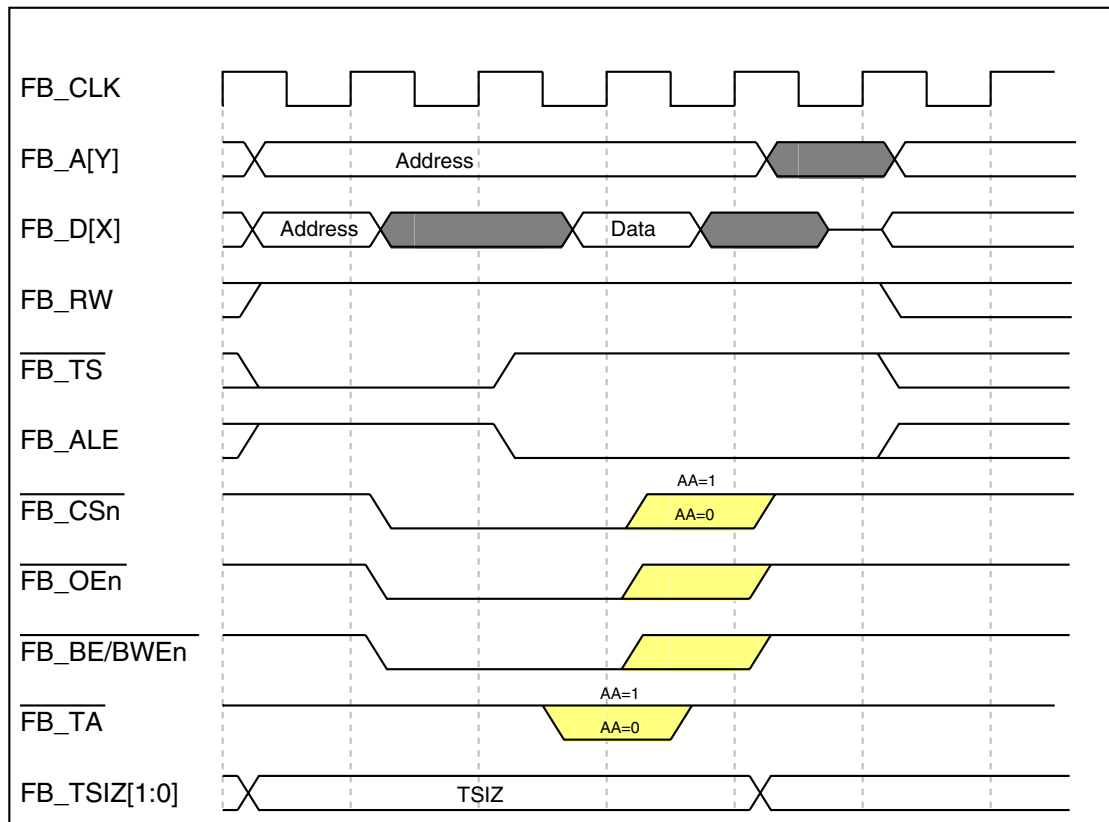 FB_CLK
FB_A[Y]
Address
FB_D[X]
Address
Data
FB_RW
FB_TS
FB_ALE
AA=1
FB_CSn
AA=0
FB_OEn
FB_BE/BWEn
AA=1
FB_TA
AA=0
FB_TSIZ[1:0]
TSIZ